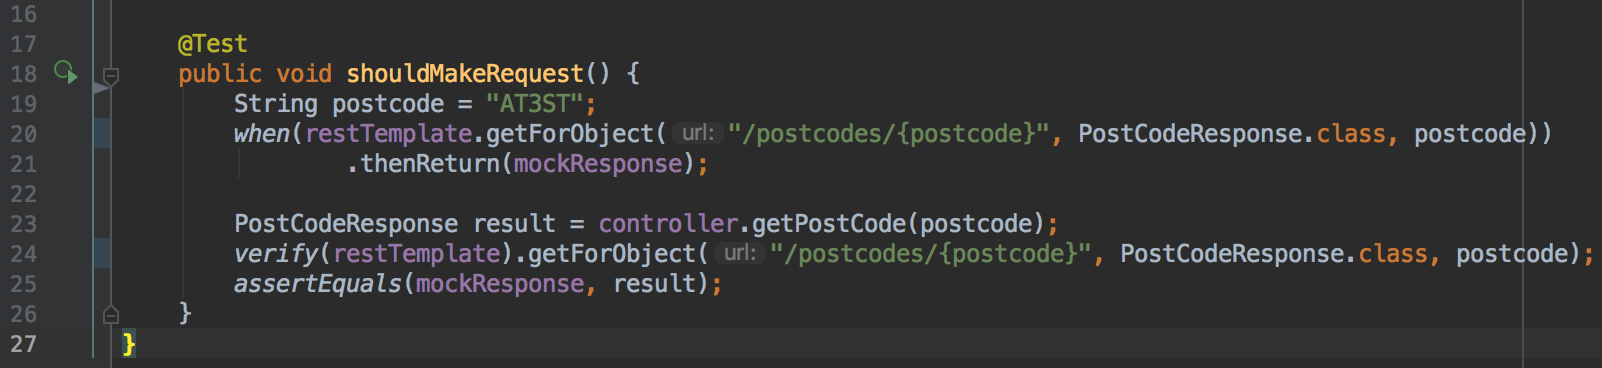 16
17 @Test
18 public void shouldMakeRequest() {
19 String postcode = "AT3ST";
20 when(restTemplate.getForObject( url: "/postcodes/{postcode}", PostCodeResponse.class, postcode))
21 .thenReturn(mockResponse);
22
23 PostCodeResponse result = controller.getPostCode(postcode);
24 verify(restTemplate).getForObject( url: "/postcodes/{postcode}", PostCodeResponse.class, postcode);
25 assertEquals(mockResponse, result);
26 }
27 }